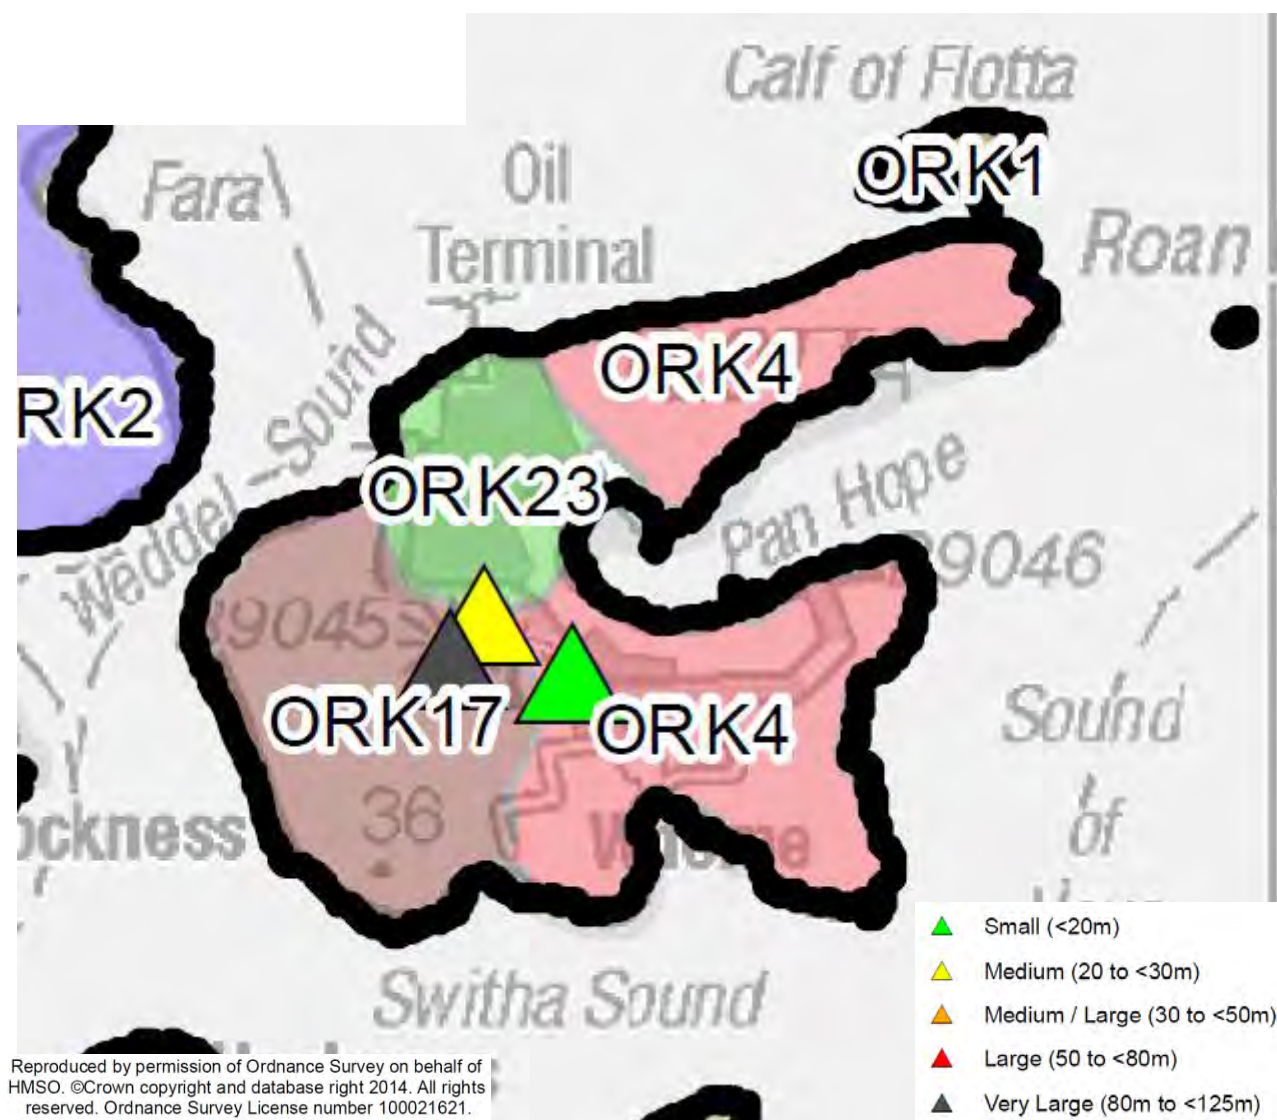 Calf of Flotta
Oil
Terminal
Fara
ORK1
Roan
ORK4
RK2
Weddel Sound
ORK23
Pan Hope
39045
39046
ORK17
ORK4
Sound
of
36
ockness
Switha Sound
Small (<20m)
Medium (20 to <30m)
Medium / Large (30 to <50m)
Large (50 to <80m)
Very Large (80m to <125m)
Reproduced by permission of Ordnance Survey on behalf of
HMSO. ©Crown copyright and database right 2014. All rights
reserved. Ordnance Survey License number 100021621.